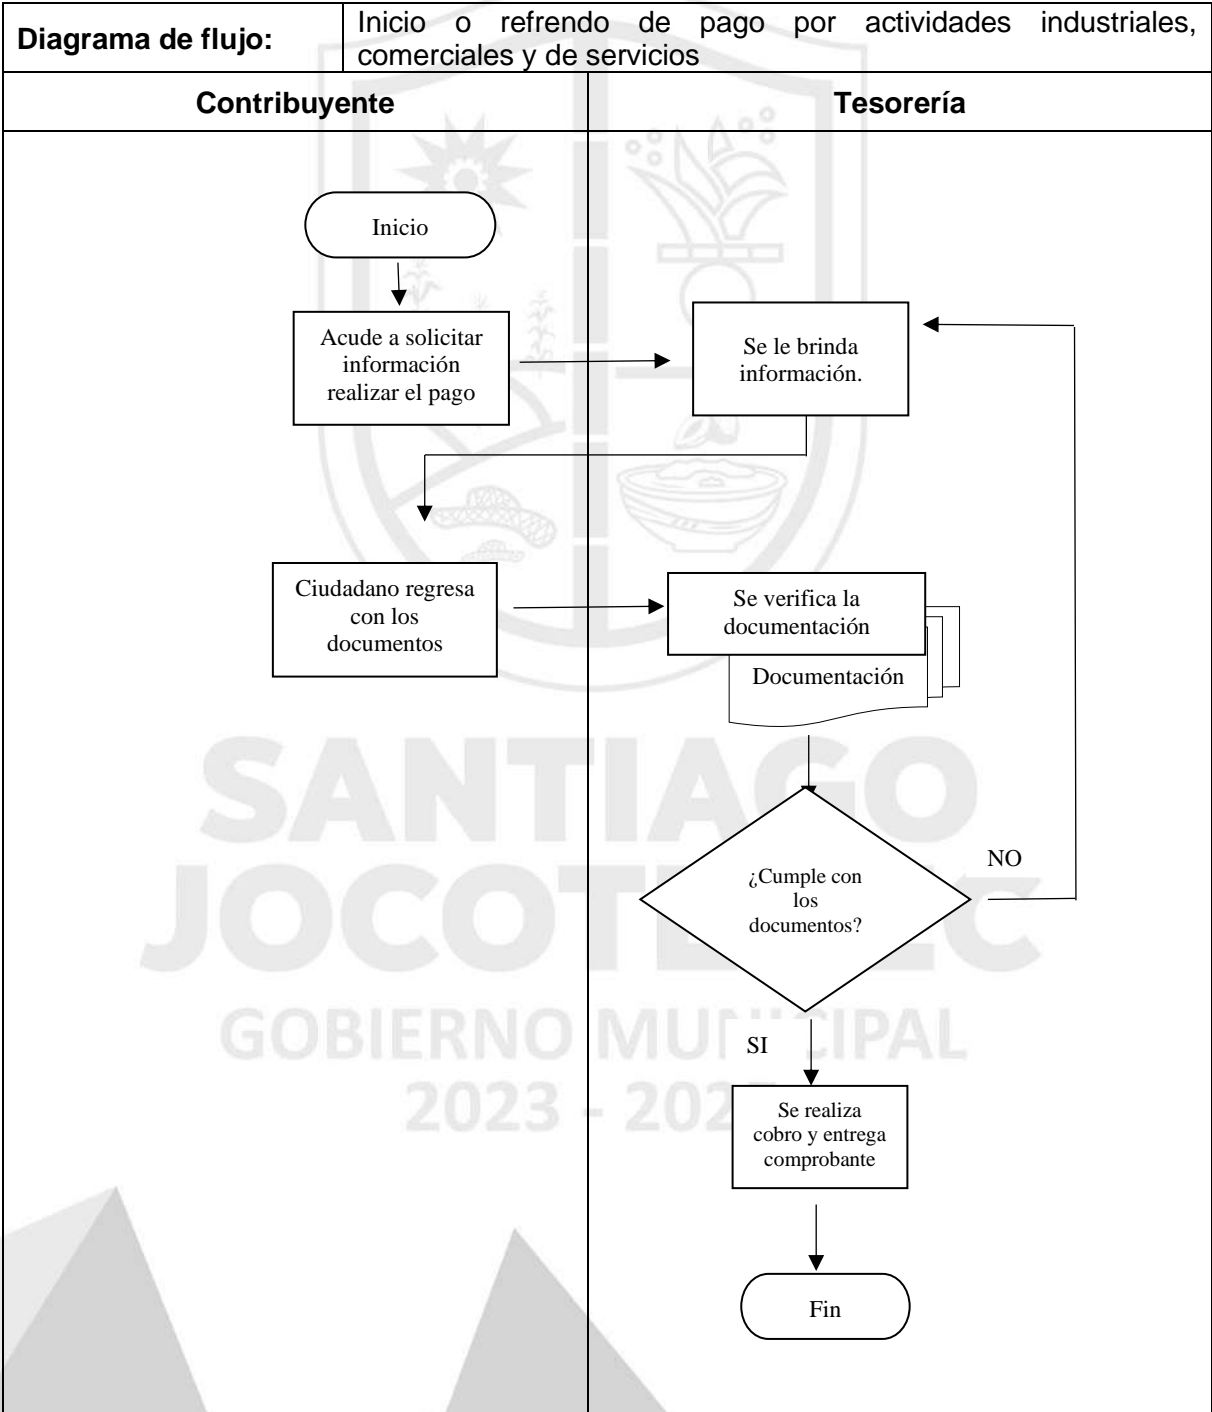 Diagrama de flujo:
Inicio o refrendo de pago por actividades industriales,
comerciales y de servicios
Contribuyente
Tesorería
Inicio
Acude a solicitar
información
realizar el pago
Se le brinda
información.
Ciudadano regresa
con los
documentos
Se verifica la
documentación
Documentación
¿Cumple con
los
documentos?
NO
SI
Se realiza
cobro y entrega
comprobante
Fin
SANTIAGO
GOBIERNO MUNICIPAL
2023 - 202